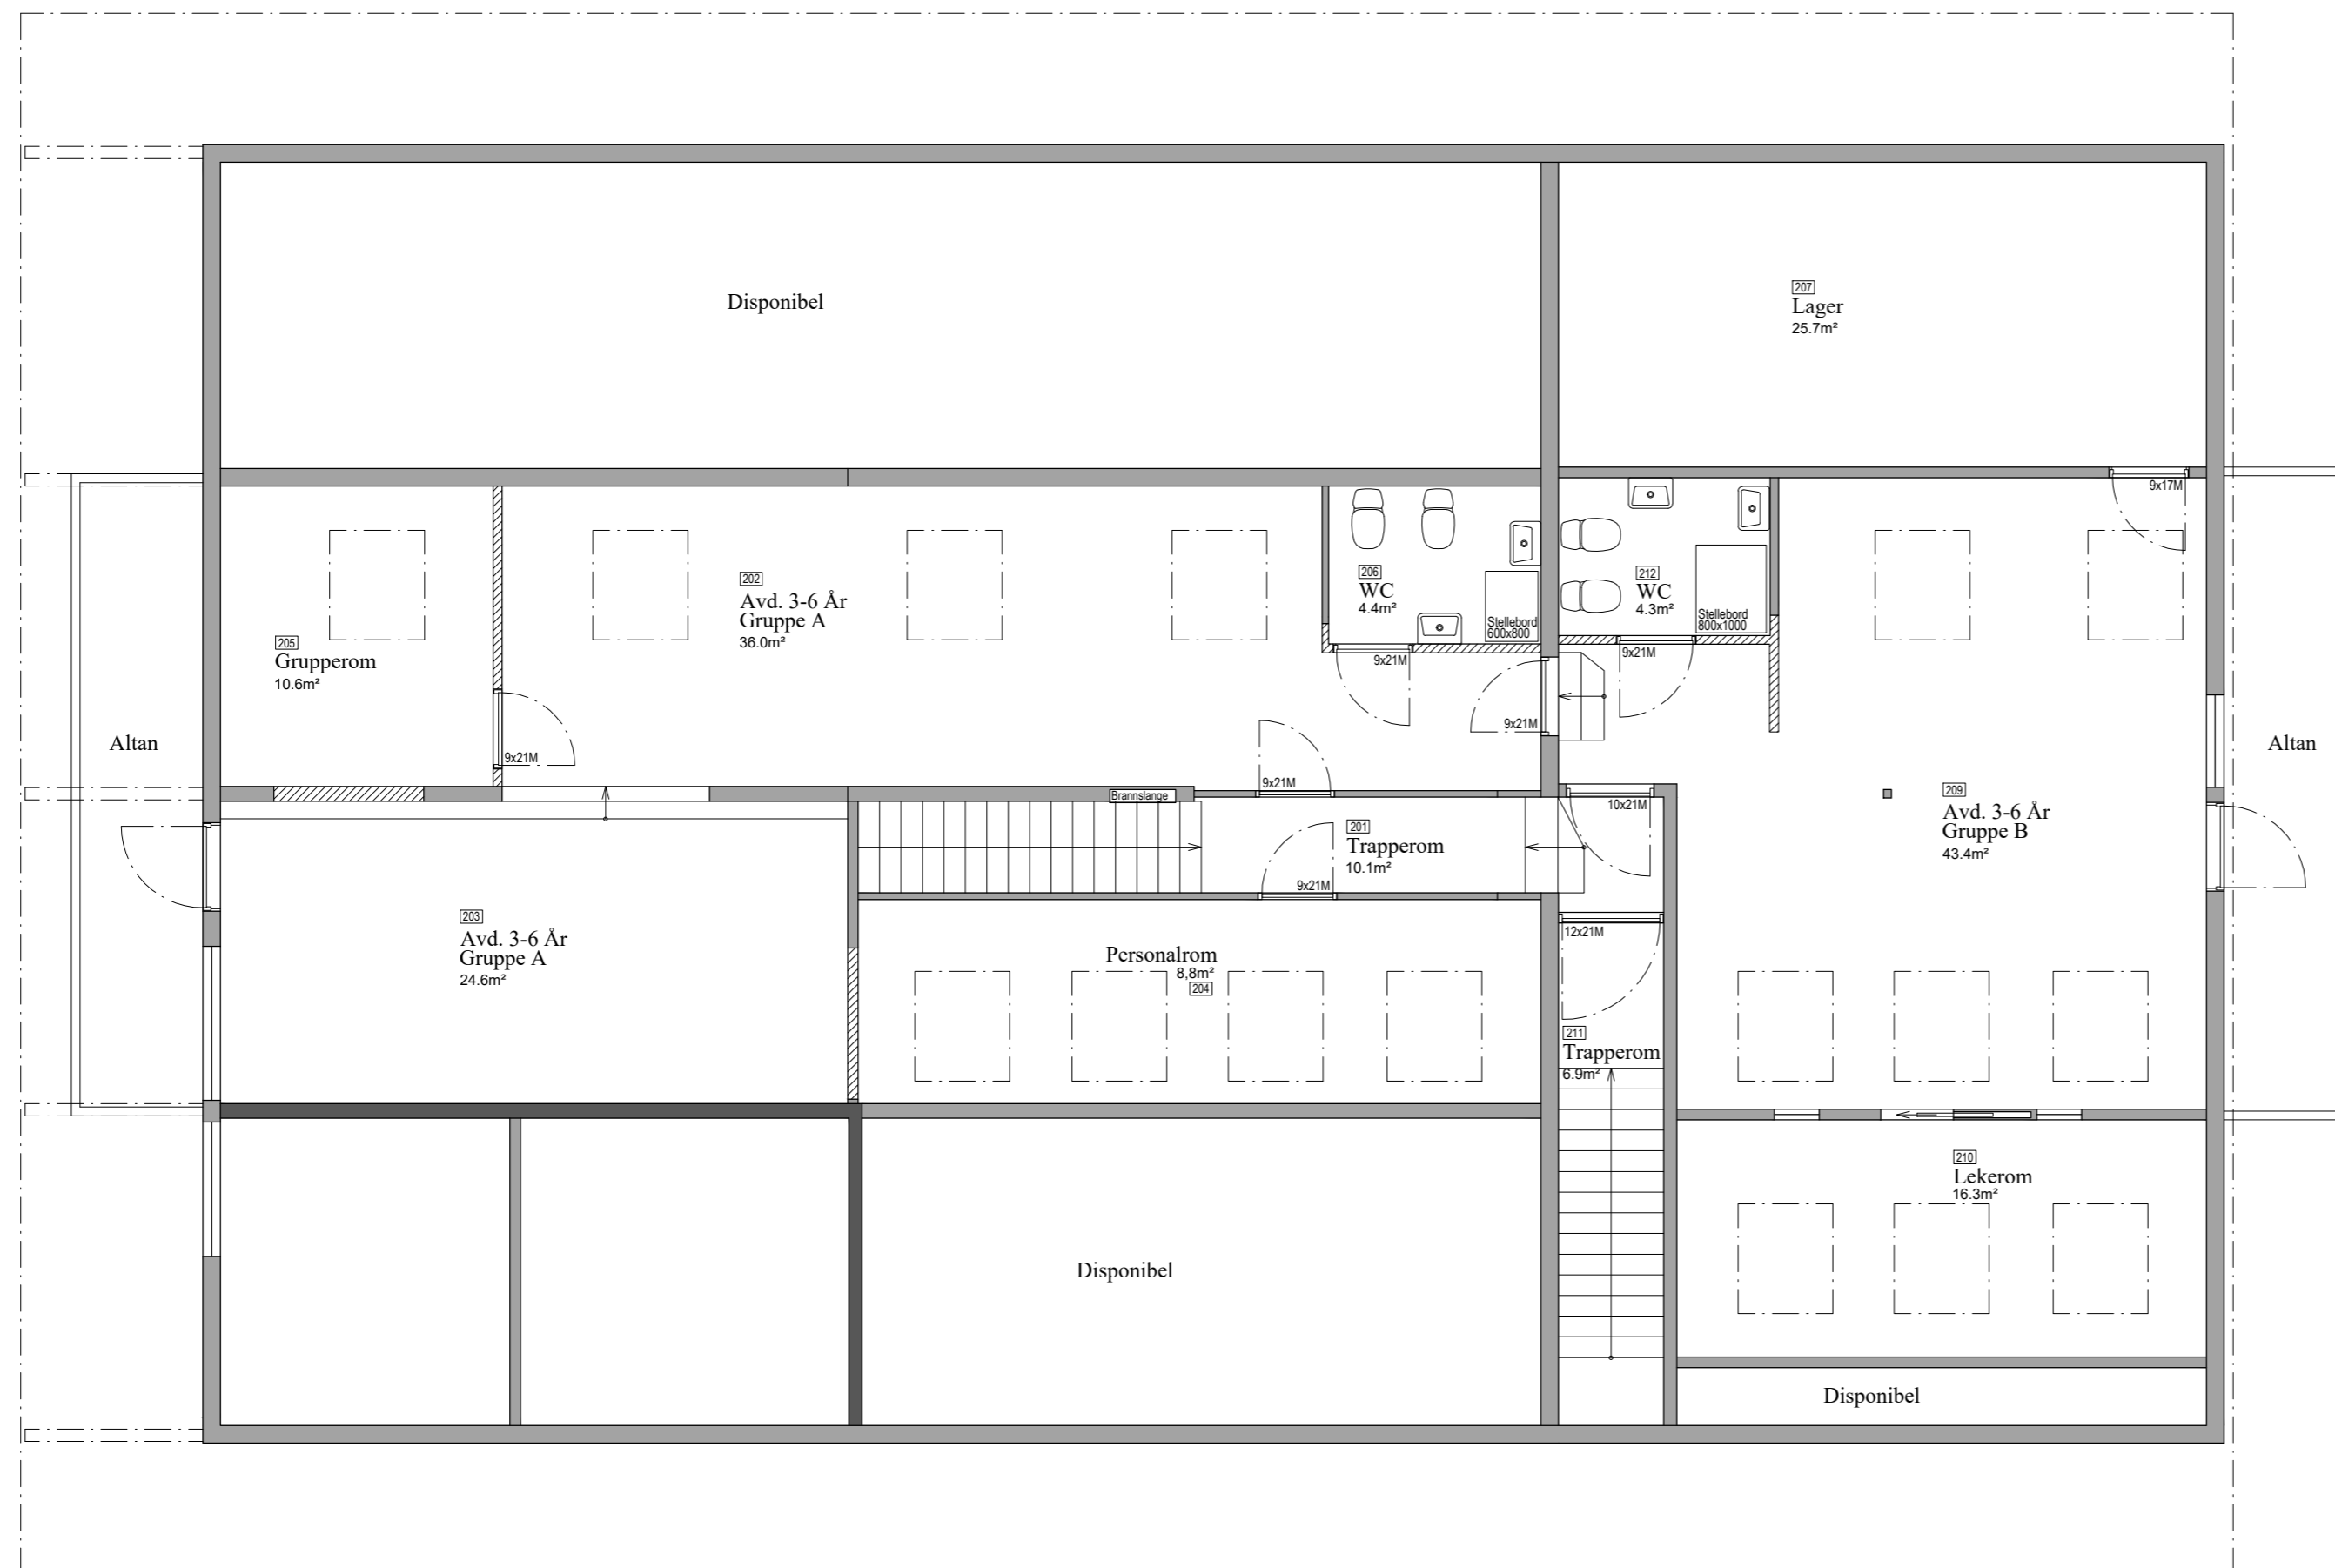 Disponibel
207
Lager
25.7m²
9x17M
202
Avd. 3-6 År
Gruppe A
36.0m²
205
Grupperom
10.6m²
9x21M
206
WC
4.4m²
Stellebord
600x800
9x21M
9x21M
212
WC
4.3m²
Stellebord
800x1000
9x21M
Altan
Altan
9x21M
Brannslange
201
Trapperom
10.1m²
9x21M
10x21M
209
Avd. 3-6 År
Gruppe B
43.4m²
203
Avd. 3-6 År
Gruppe A
24.6m²
Personalrom
8,8m²
204
12x21M
211
Trapperom
6.9m²
210
Lekerom
16.3m²
Disponibel
Disponibel